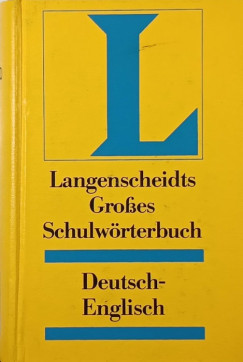 L
Langenscheidts
Großes
Schulwörterbuch
Deutsch-
Englisch